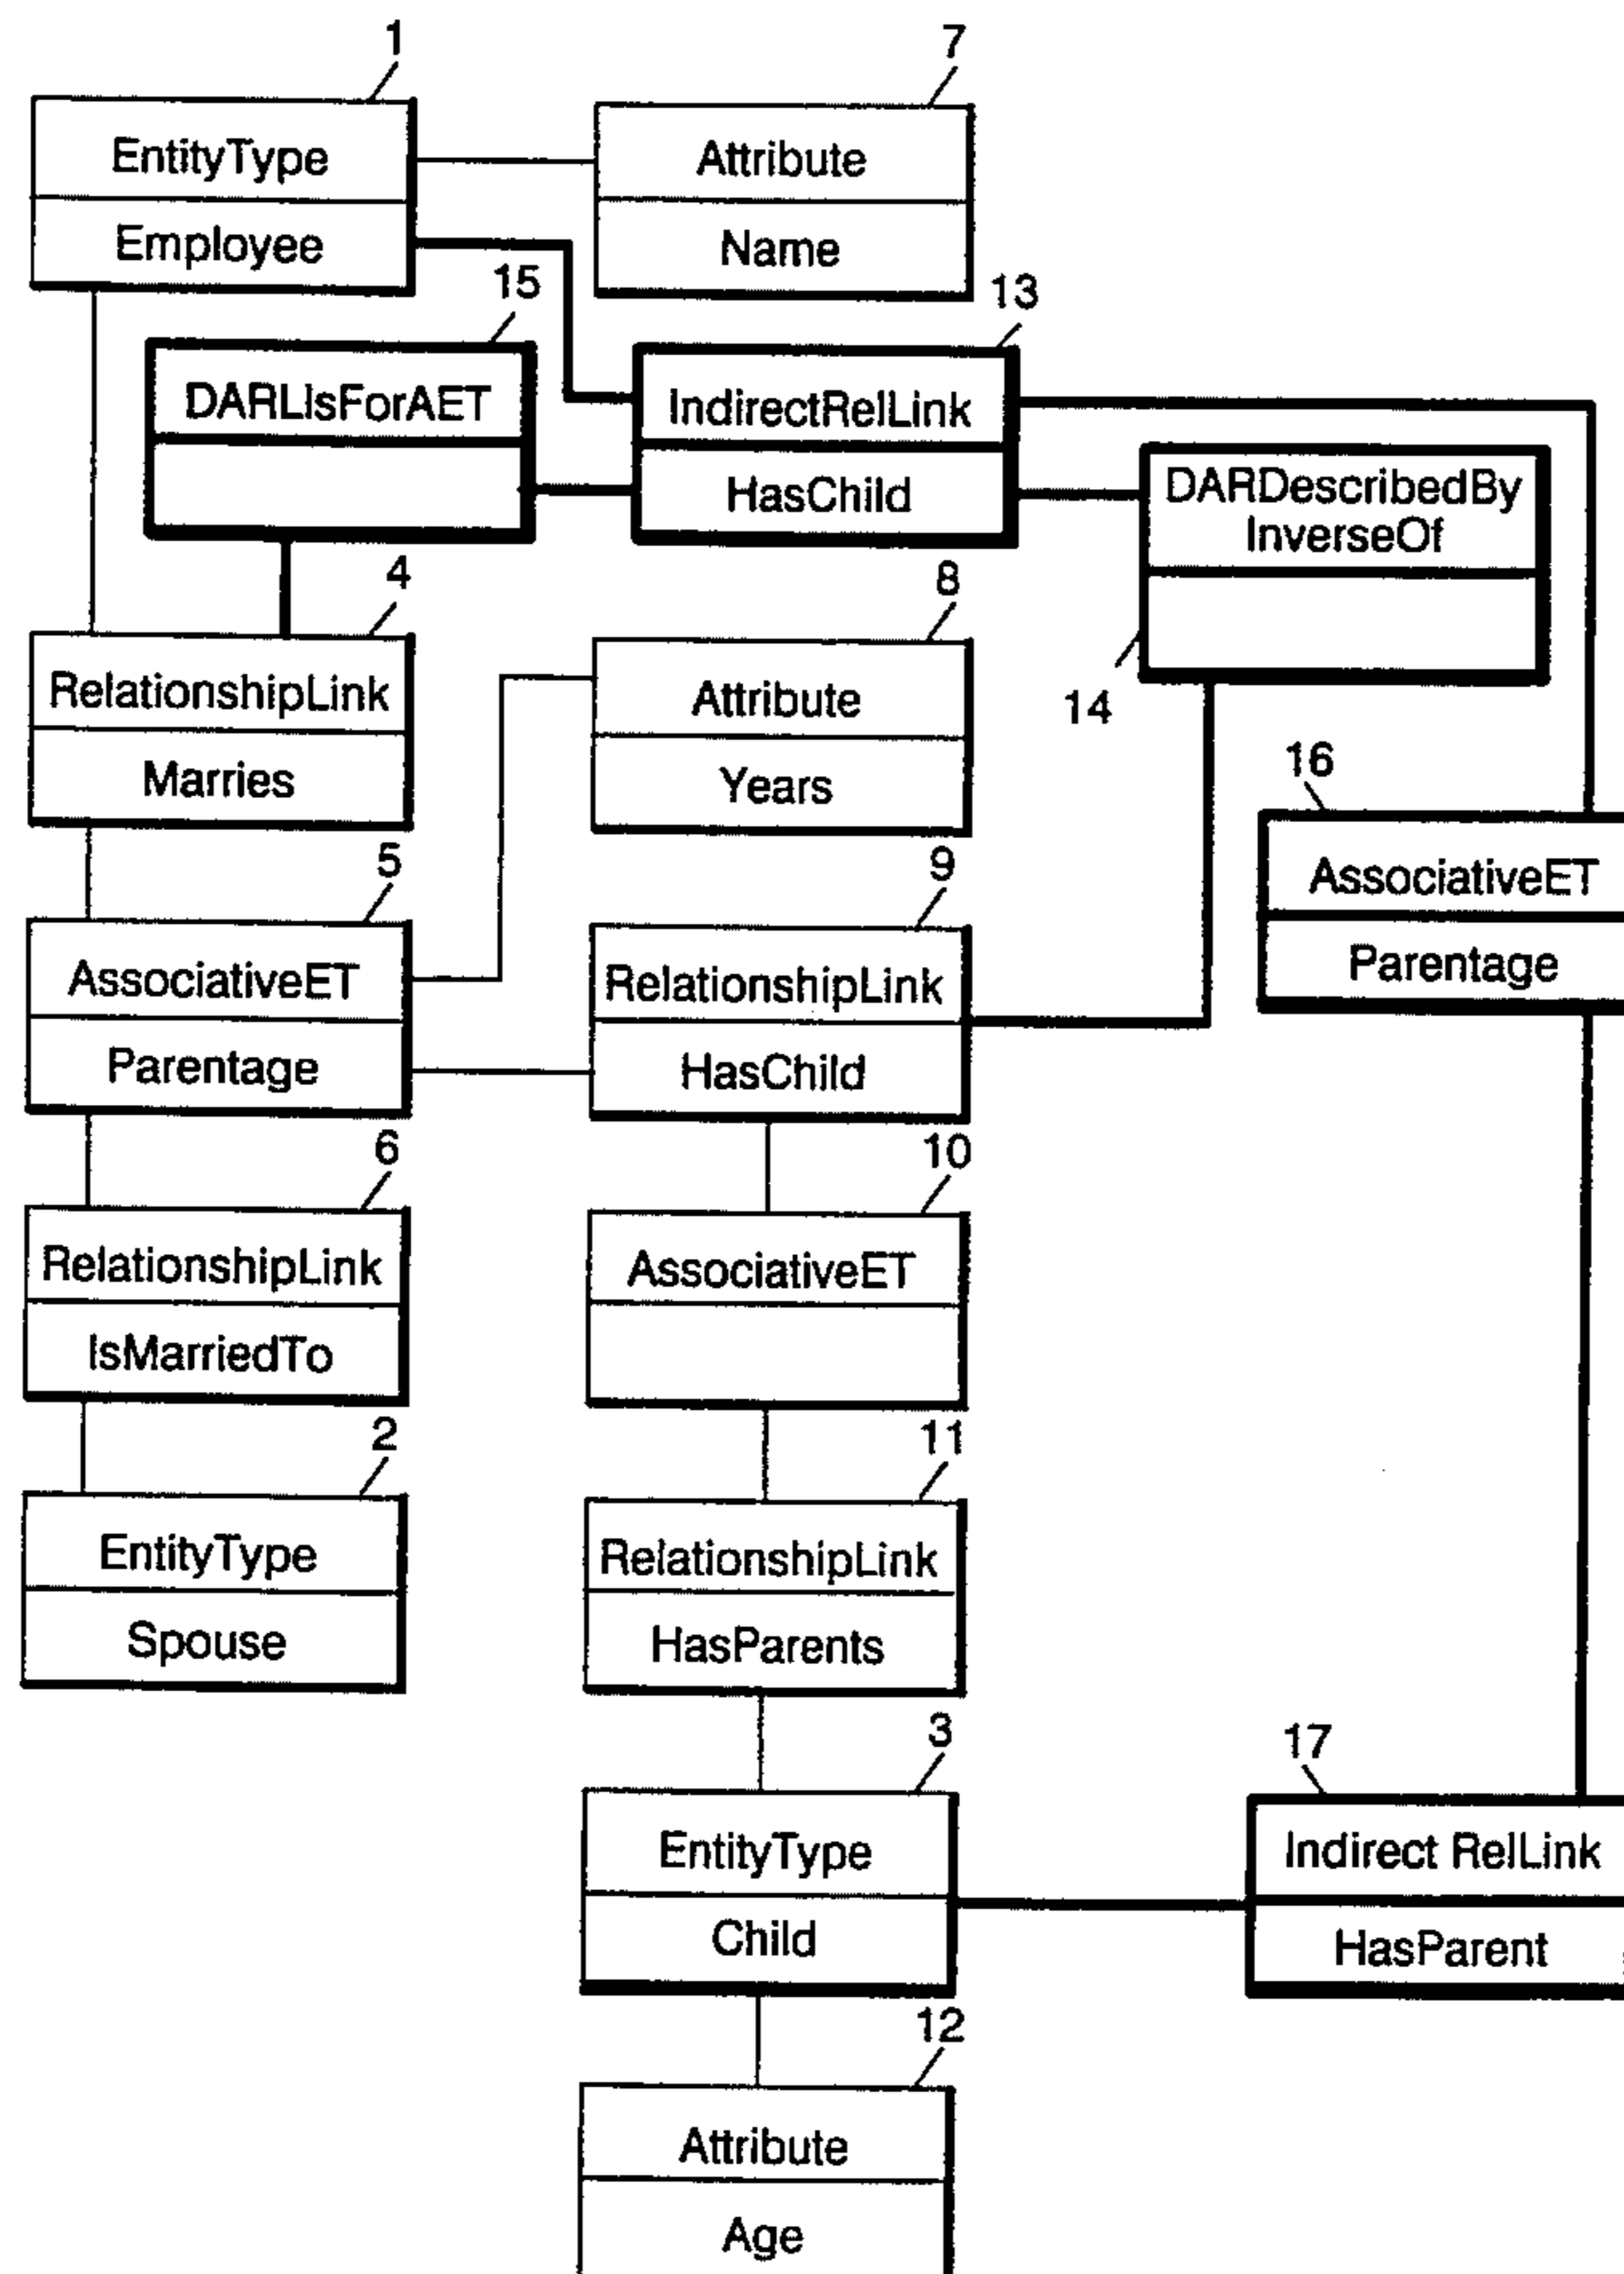 1
7
EntityType
Employee
Attribute
Name
15
13
DARLIsForAET
IndirectRelLink
HasChild
DARDescribedBy
InverseOf
14
4
8
RelationshipLink
Marries
Attribute
Years
16
AssociativeET
Parentage
5
9
AssociativeET
Parentage
RelationshipLink
HasChild
6
10
RelationshipLink
IsMarriedTo
AssociativeET
2
11
EntityType
Spouse
RelationshipLink
HasParents
3
17
EntityType
Child
Indirect RelLink
HasParent
12
Attribute
Age